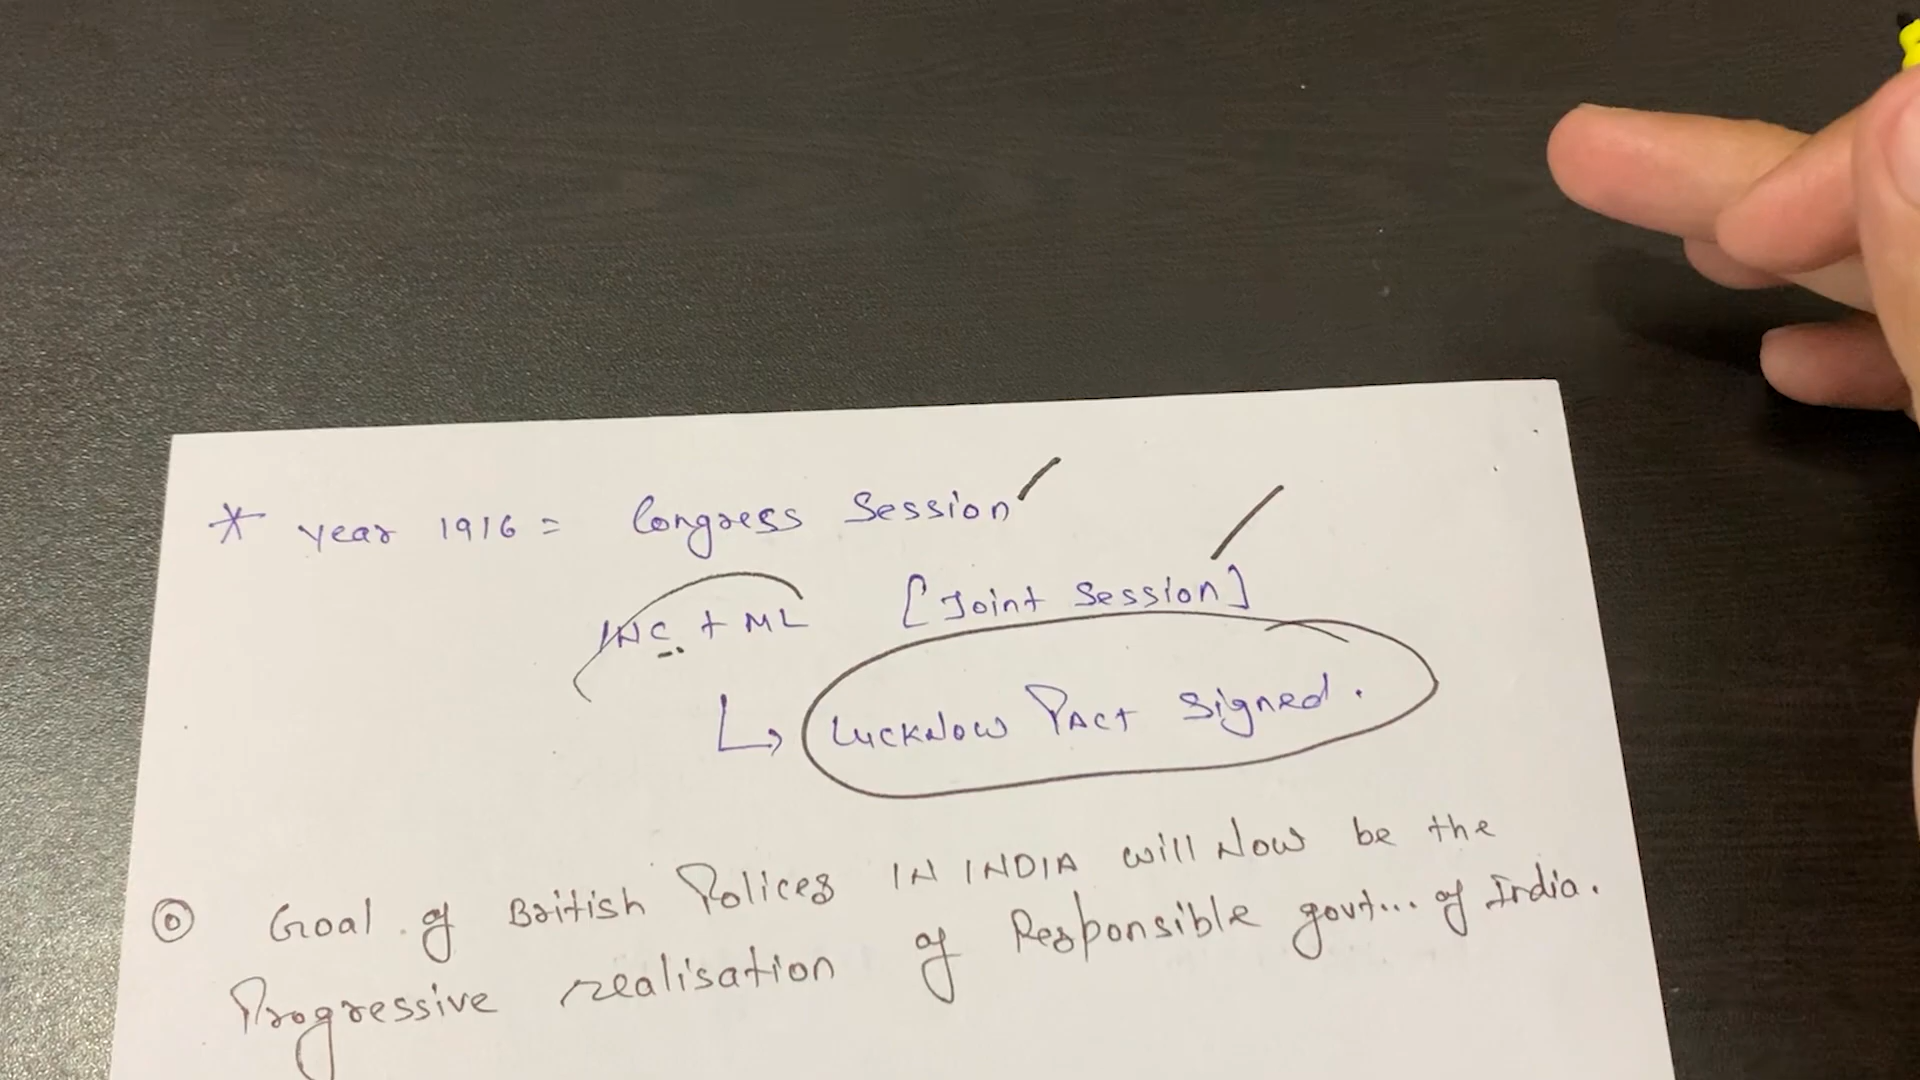 * year 1916 = Congress Session
INC + ML [Joint Session]
↳ Lucknow Pact Signed.
⊙ Goal of British Polices IN INDIA will Now be the
Progressive realisation of Responsible govt... of India.